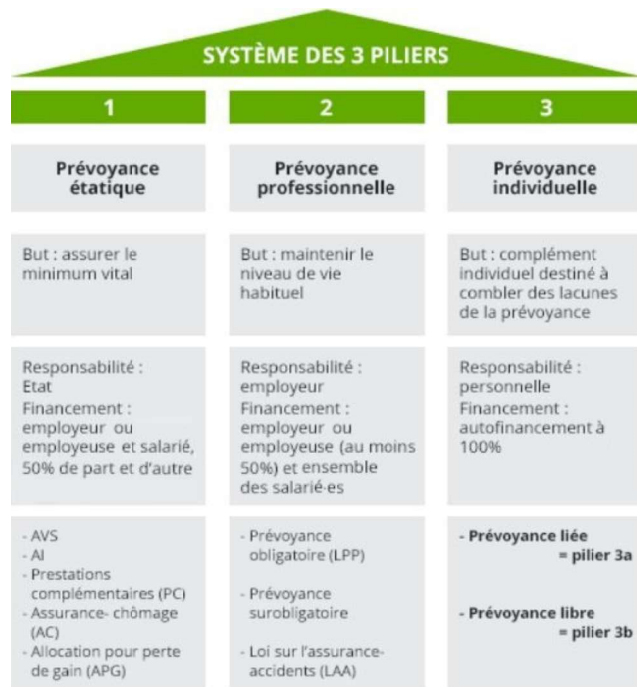 SYSTÈME DES 3 PILIERS
1
Prévoyance
étatique
But : assurer le
minimum vital
Responsabilité :
Etat
Financement :
employeur ou
employeuse et salarié,
50% de part et d'autre
- AVS
- AI
- Prestations
complémentaires (PC)
- Assurance- chômage
(AC)
- Allocation pour perte
de gain (APG)
2
Prévoyance
professionnelle
But : maintenir le
niveau de vie
habituel
Responsabilité :
employeur
Financement :
employeur ou
employeuse (au moins
50%) et ensemble
des salarié·es
- Prévoyance
obligatoire (LPP)
- Prévoyance
surobligatoire
- Loi sur l'assurance-
accidents (LAA)
3
Prévoyance
individuelle
But : complément
individuel destiné à
combler des lacunes
de la prévoyance
Responsabilité :
personnelle
Financement :
autofinancement à
100%
- Prévoyance liée
= pilier 3a
- Prévoyance libre
= pilier 3b